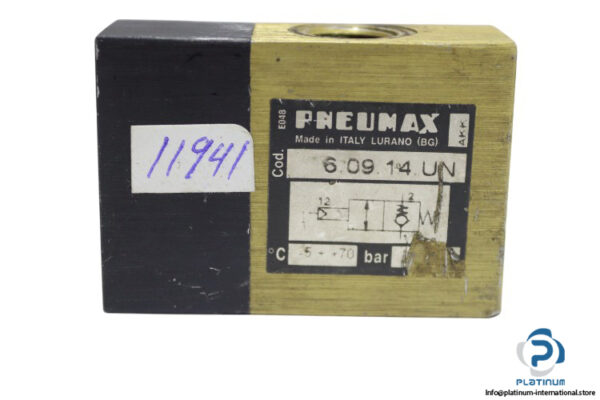 11941
E048
PNEUMAX
AKK
Made in ITALY LURANO (BG)
Cod. 6.09.14.UN
12
2
°C -5 ÷ +70 bar
PLATINUM
Info@platinum-international.store